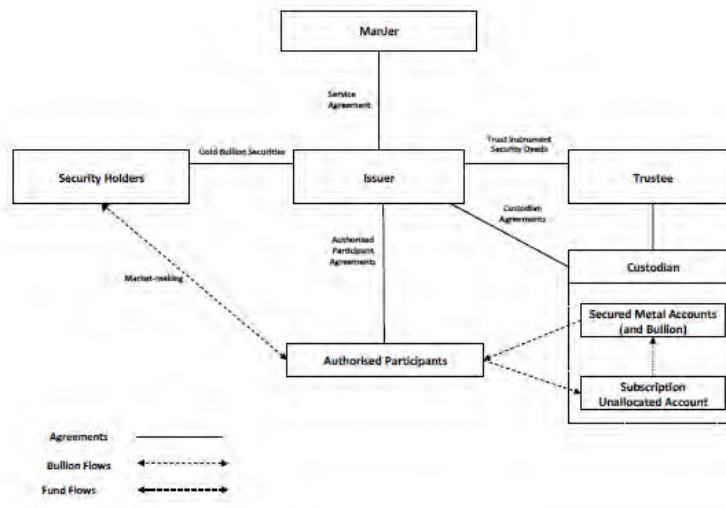 ManJer
Service
Agreement
Gold Bullion Securities
Trust Instrument
Security Deeds
Security Holders
Issuer
Trustee
Custodian
Agreements
Authorised
Participant
Agreements
Market-making
Custodian
Secured Metal Accounts
(and Bullion)
Authorised Participants
Subscription
Unallocated Account
Agreements
Bullion Flows
Fund Flows